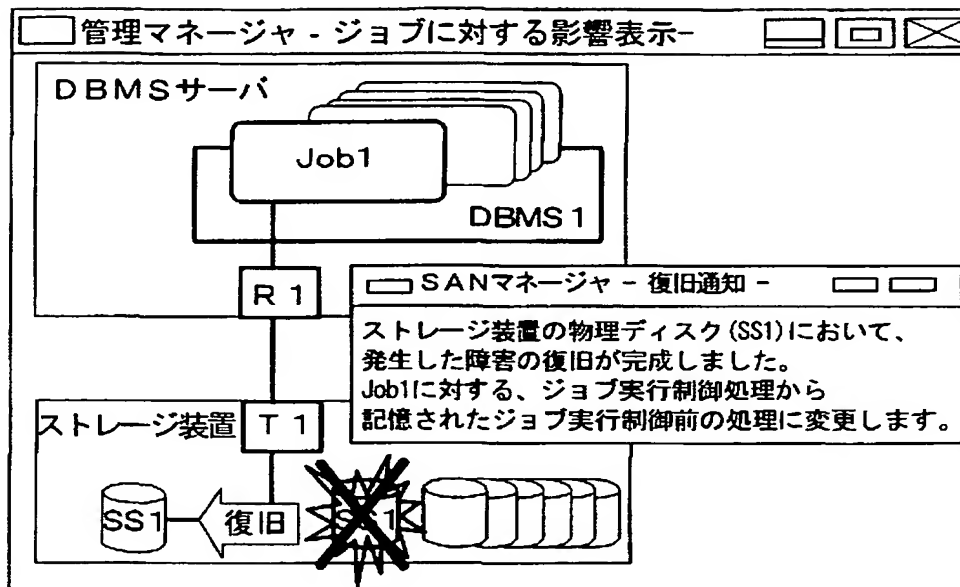 管理マネージャ - ジョブに対する影響表示-
DBMSサーバ
Job1
DBMS1
R1
SANマネージャ - 復旧通知 -
ストレージ装置の物理ディスク(SS1)において、
発生した障害の復旧が完成しました。
Job1に対する、ジョブ実行制御処理から
記憶されたジョブ実行制御前の処理に変更します。
ストレージ装置
T1
SS1
復旧